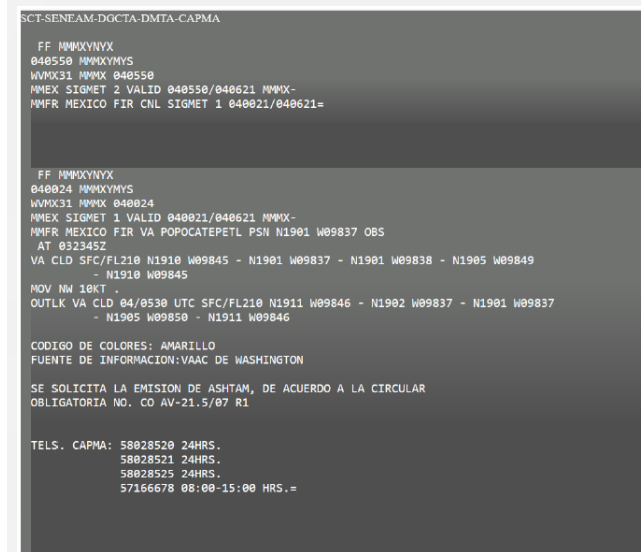 SCT-SENEAM-DGCTA-DMTA-CAPMA
FF MMMXYNYX
040550 MMMXYMYS
WVMX31 MMMX 040550
MMEX SIGMET 2 VALID 040550/040621 MMMX-
MMFR MEXICO FIR CNL SIGMET 1 040021/040621=
FF MMMXYNYX
040024 MMMXYMYS
WVMX31 MMMX 040024
MMEX SIGMET 1 VALID 040021/040621 MMMX-
MMFR MEXICO FIR VA POPOCATEPETL PSN N1901 W09837 OBS
AT 032345Z
VA CLD SFC/FL210 N1910 W09845 - N1901 W09837 - N1901 W09838 - N1905 W09849
- N1910 W09845
MOV NW 10KT .
OUTLK VA CLD 04/0530 UTC SFC/FL210 N1911 W09846 - N1902 W09837 - N1901 W09837
- N1905 W09850 - N1911 W09846
CODIGO DE COLORES: AMARILLO
FUENTE DE INFORMACION:VAAC DE WASHINGTON
SE SOLICITA LA EMISION DE ASHTAM, DE ACUERDO A LA CIRCULAR
OBLIGATORIA NO. CO AV-21.5/07 R1
TELS. CAPMA: 58028520 24HRS.
58028521 24HRS.
58028525 24HRS.
57166678 08:00-15:00 HRS.=